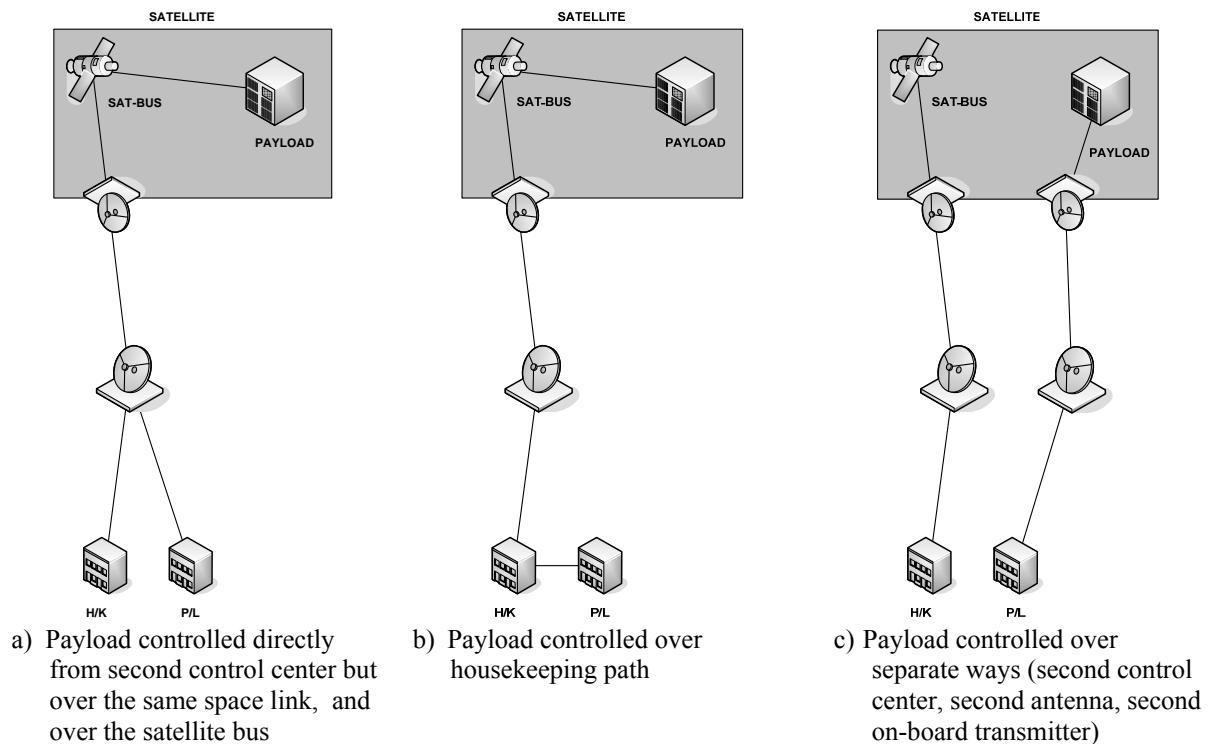 SATELLITE
SAT-BUS
PAYLOAD
H/K
P/L
a) Payload controlled directly
from second control center but
over the same space link, and
over the satellite bus
SATELLITE
SAT-BUS
PAYLOAD
H/K
P/L
b) Payload controlled over
housekeeping path
SATELLITE
SAT-BUS
PAYLOAD
H/K
P/L
c) Payload controlled over
separate ways (second control
center, second antenna, second
on-board transmitter)